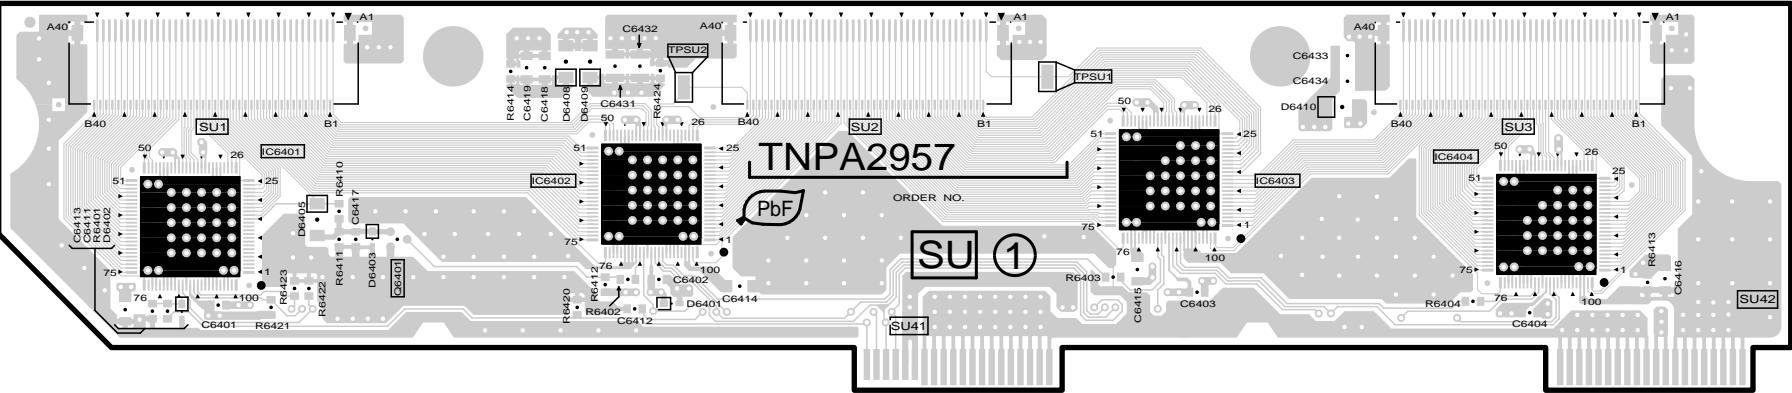 A40 A1 A40 A1 A40 A1
C6432
TPSU2
TPSU1
C6433
C6434
D6410
R6414
C6419
C6418
D6408
D6409
C6431
R6424
B40 B1 B40 B1 B40 B1
SU1 SU2 SU3
50 26 IC6401
51 25
75 1
76 100
50 26
51 25
IC6402
75 1
76 100
TNPA2957
ORDER NO.
PbF
SU 1
50 26
51 25
IC6403
75 1
76 100
IC6404
50 26
51 25
75 1
76 100
C6413
C6411
R6401
D6402
D6405
R6410
C6417
R6411
D6403
Q6401
R6423
R6422
C6401
R6421
R6420
R6412
R6402
C6412
C6402
D6401
C6414
R6403
C6415
C6403
R6404
C6404
R6413
C6416
SU41
SU42